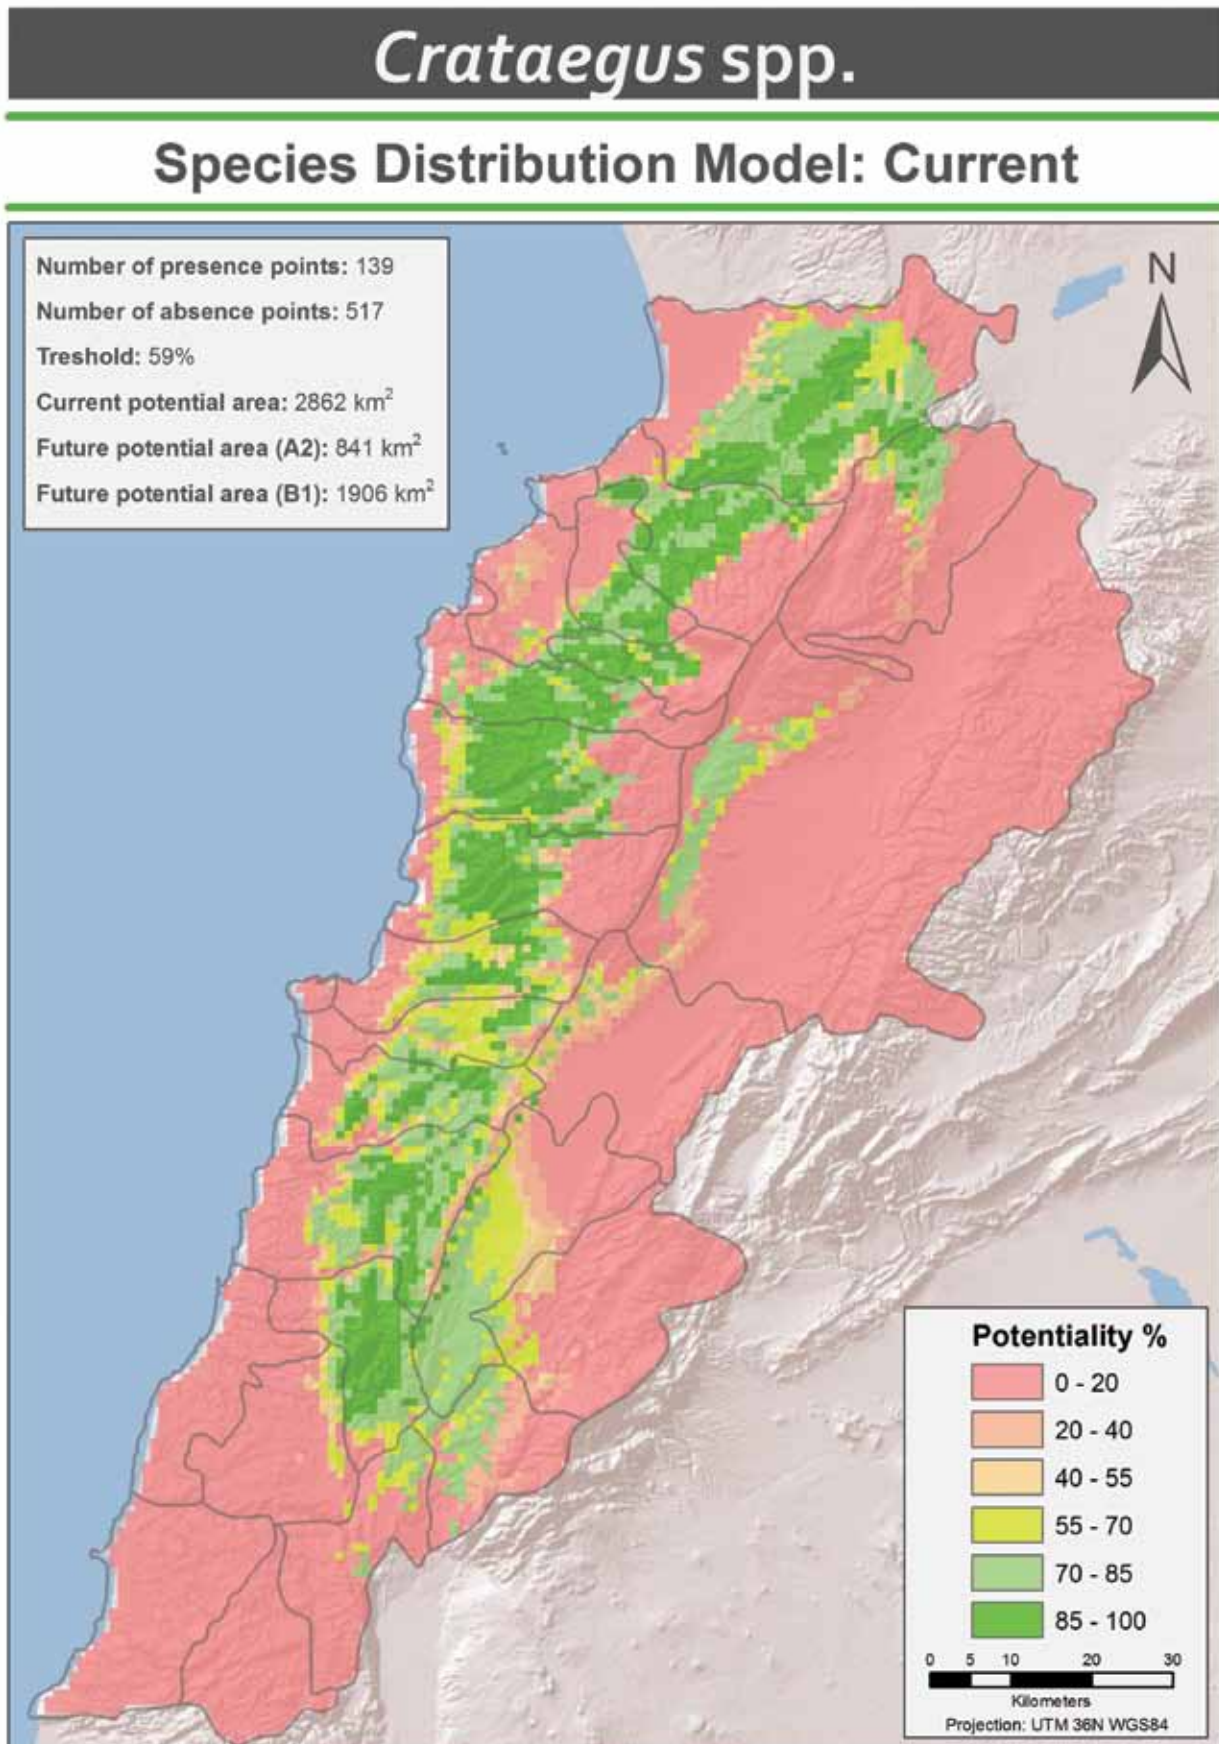 Crataegus spp.
Species Distribution Model: Current
Number of presence points: 139
Number of absence points: 517
Treshold: 59%
Current potential area: 2862 km²
Future potential area (A2): 841 km²
Future potential area (B1): 1906 km²
N
Potentiality %
0 - 20
20 - 40
40 - 55
55 - 70
70 - 85
85 - 100
0 5 10 20 30
Kilometers
Projection: UTM 36N WGS84